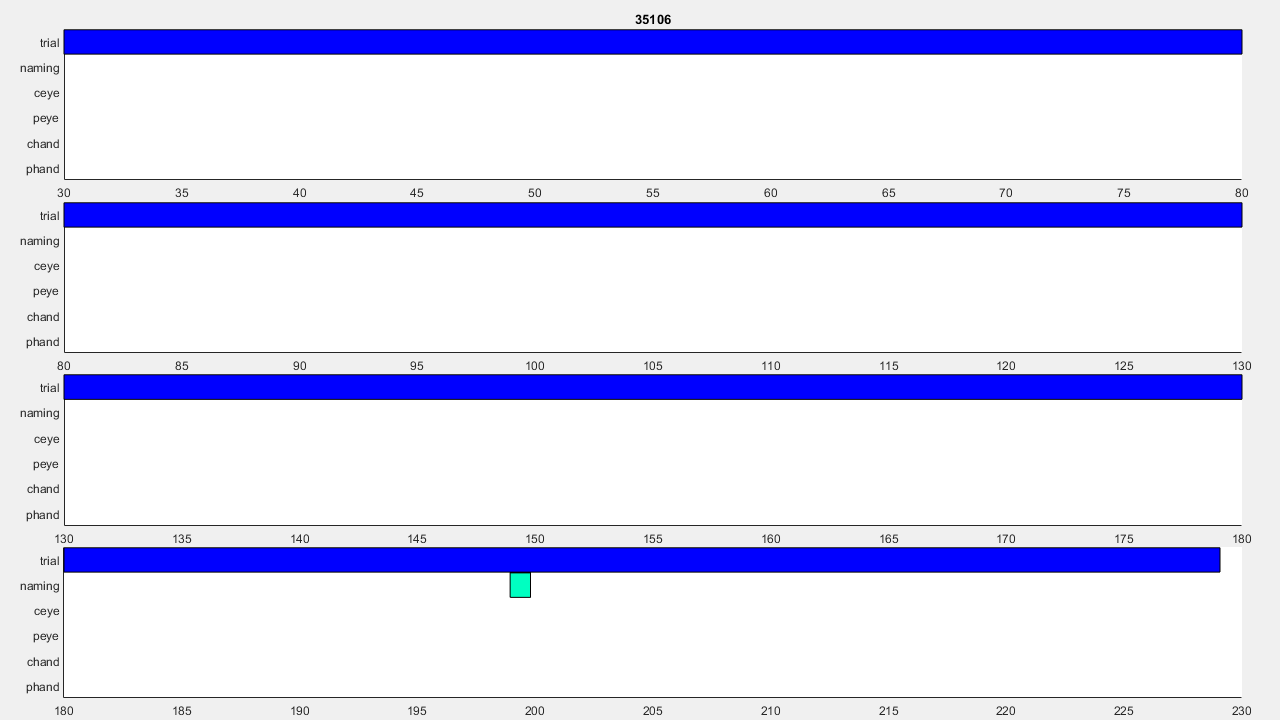 35106
trial
naming
ceye
peye
chand
phand
30 35 40 45 50 55 60 65 70 75 80
trial
naming
ceye
peye
chand
phand
80 85 90 95 100 105 110 115 120 125 130
trial
naming
ceye
peye
chand
phand
130 135 140 145 150 155 160 165 170 175 180
trial
naming
ceye
peye
chand
phand
180 185 190 195 200 205 210 215 220 225 230